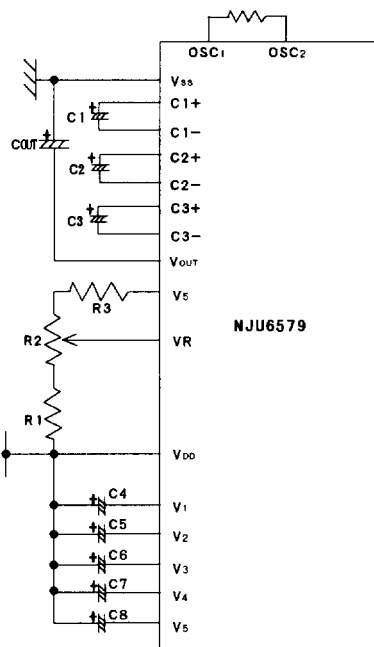 OSC1 OSC2
Vss
C1+
C1
C1-
COUT
C2+
C2
C2-
C3+
C3
C3-
VOUT
V5
R3
NJU6579
R2
VR
R1
VDD
C4
V1
C5
V2
C6
V3
C7
V4
C8
V5